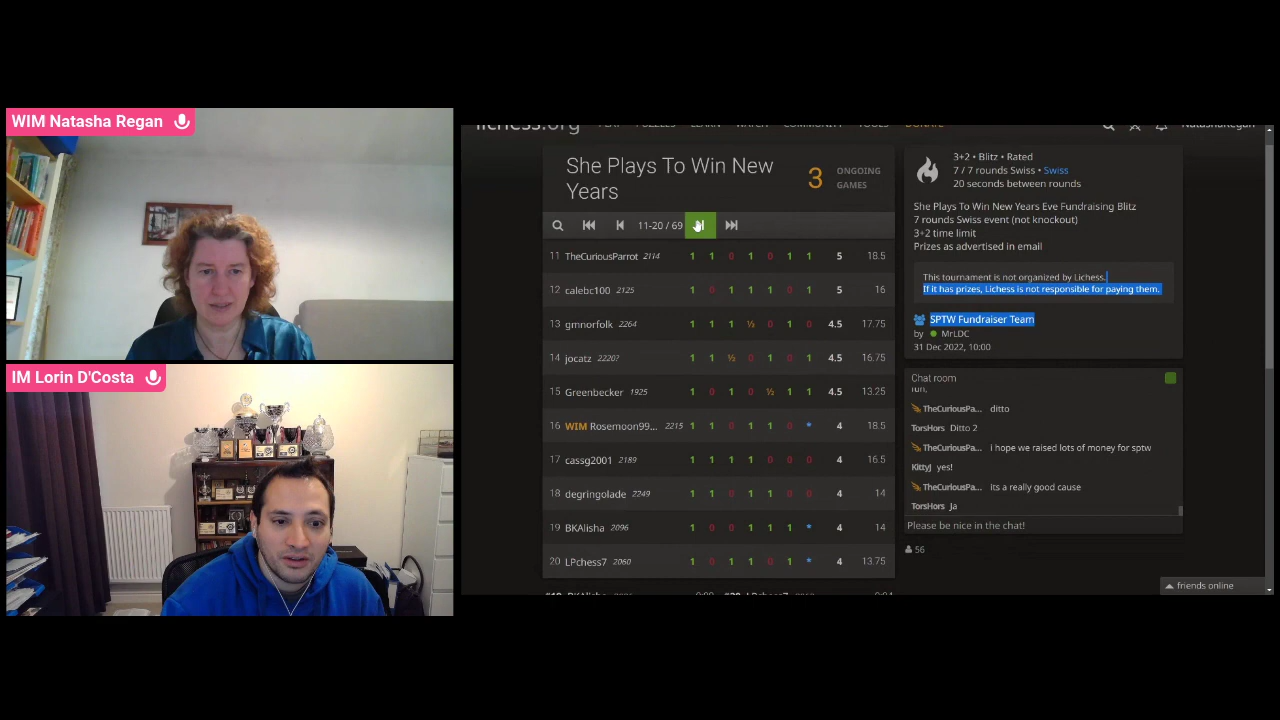 WIM Natasha Regan
IM Lorin D'Costa
lichess.org PLAY PUZZLES LEARN WATCH COMMUNITY TOOLS DONATE NatashaRegan
She Plays To Win New
Years
3 ONGOING
GAMES
11-20 / 69
11 TheCuriousParrot 2114 1 1 0 1 0 1 1 5 18.5
12 calebc100 2125 1 0 1 1 1 0 1 5 16
13 gmnorfolk 2264 1 1 1 ½ 0 1 0 4.5 17.75
14 jocatz 2220? 1 1 ½ 0 1 0 1 4.5 16.75
15 Greenbecker 1925 1 0 1 0 ½ 1 1 4.5 13.25
16 WIM Rosemoon99... 2215 1 1 0 1 1 0 * 4 18.5
17 cassg2001 2189 1 1 1 1 0 0 0 4 16.5
18 degringolade 2249 1 1 0 1 1 0 0 4 14
19 BKAlisha 2096 1 0 0 1 1 1 * 4 14
20 LPchess7 2060 1 0 1 1 0 1 * 4 13.75
3+2 • Blitz • Rated
7 / 7 rounds Swiss • Swiss
20 seconds between rounds
She Plays To Win New Years Eve Fundraising Blitz
7 rounds Swiss event (not knockout)
3+2 time limit
Prizes as advertised in email
This tournament is not organized by Lichess.
If it has prizes, Lichess is not responsible for paying them.
SPTW Fundraiser Team
by MrLDC
31 Dec 2022, 10:00
Chat room
TheCuriousPa... ditto
TorsHors Ditto 2
TheCuriousPa... i hope we raised lots of money for sptw
KittyJ yes!
TheCuriousPa... its a really good cause
TorsHors Ja
Please be nice in the chat!
56
friends online